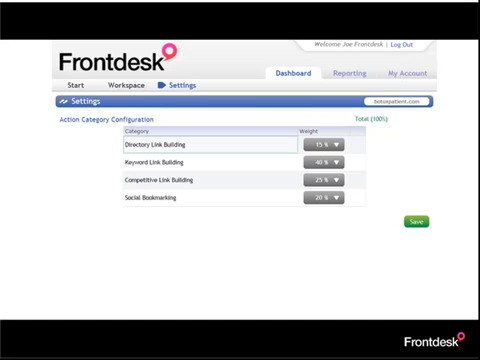 Welcome Joe Frontdesk | Log Out
Frontdesk
Dashboard Reporting My Account
Start Workspace Settings
Settings botoxpatient.com
Action Category Configuration Total (100%)
Category Weight
Directory Link Building 15 %
Keyword Link Building 40 %
Competitive Link Building 25 %
Social Bookmarking 20 %
Save
Frontdesk